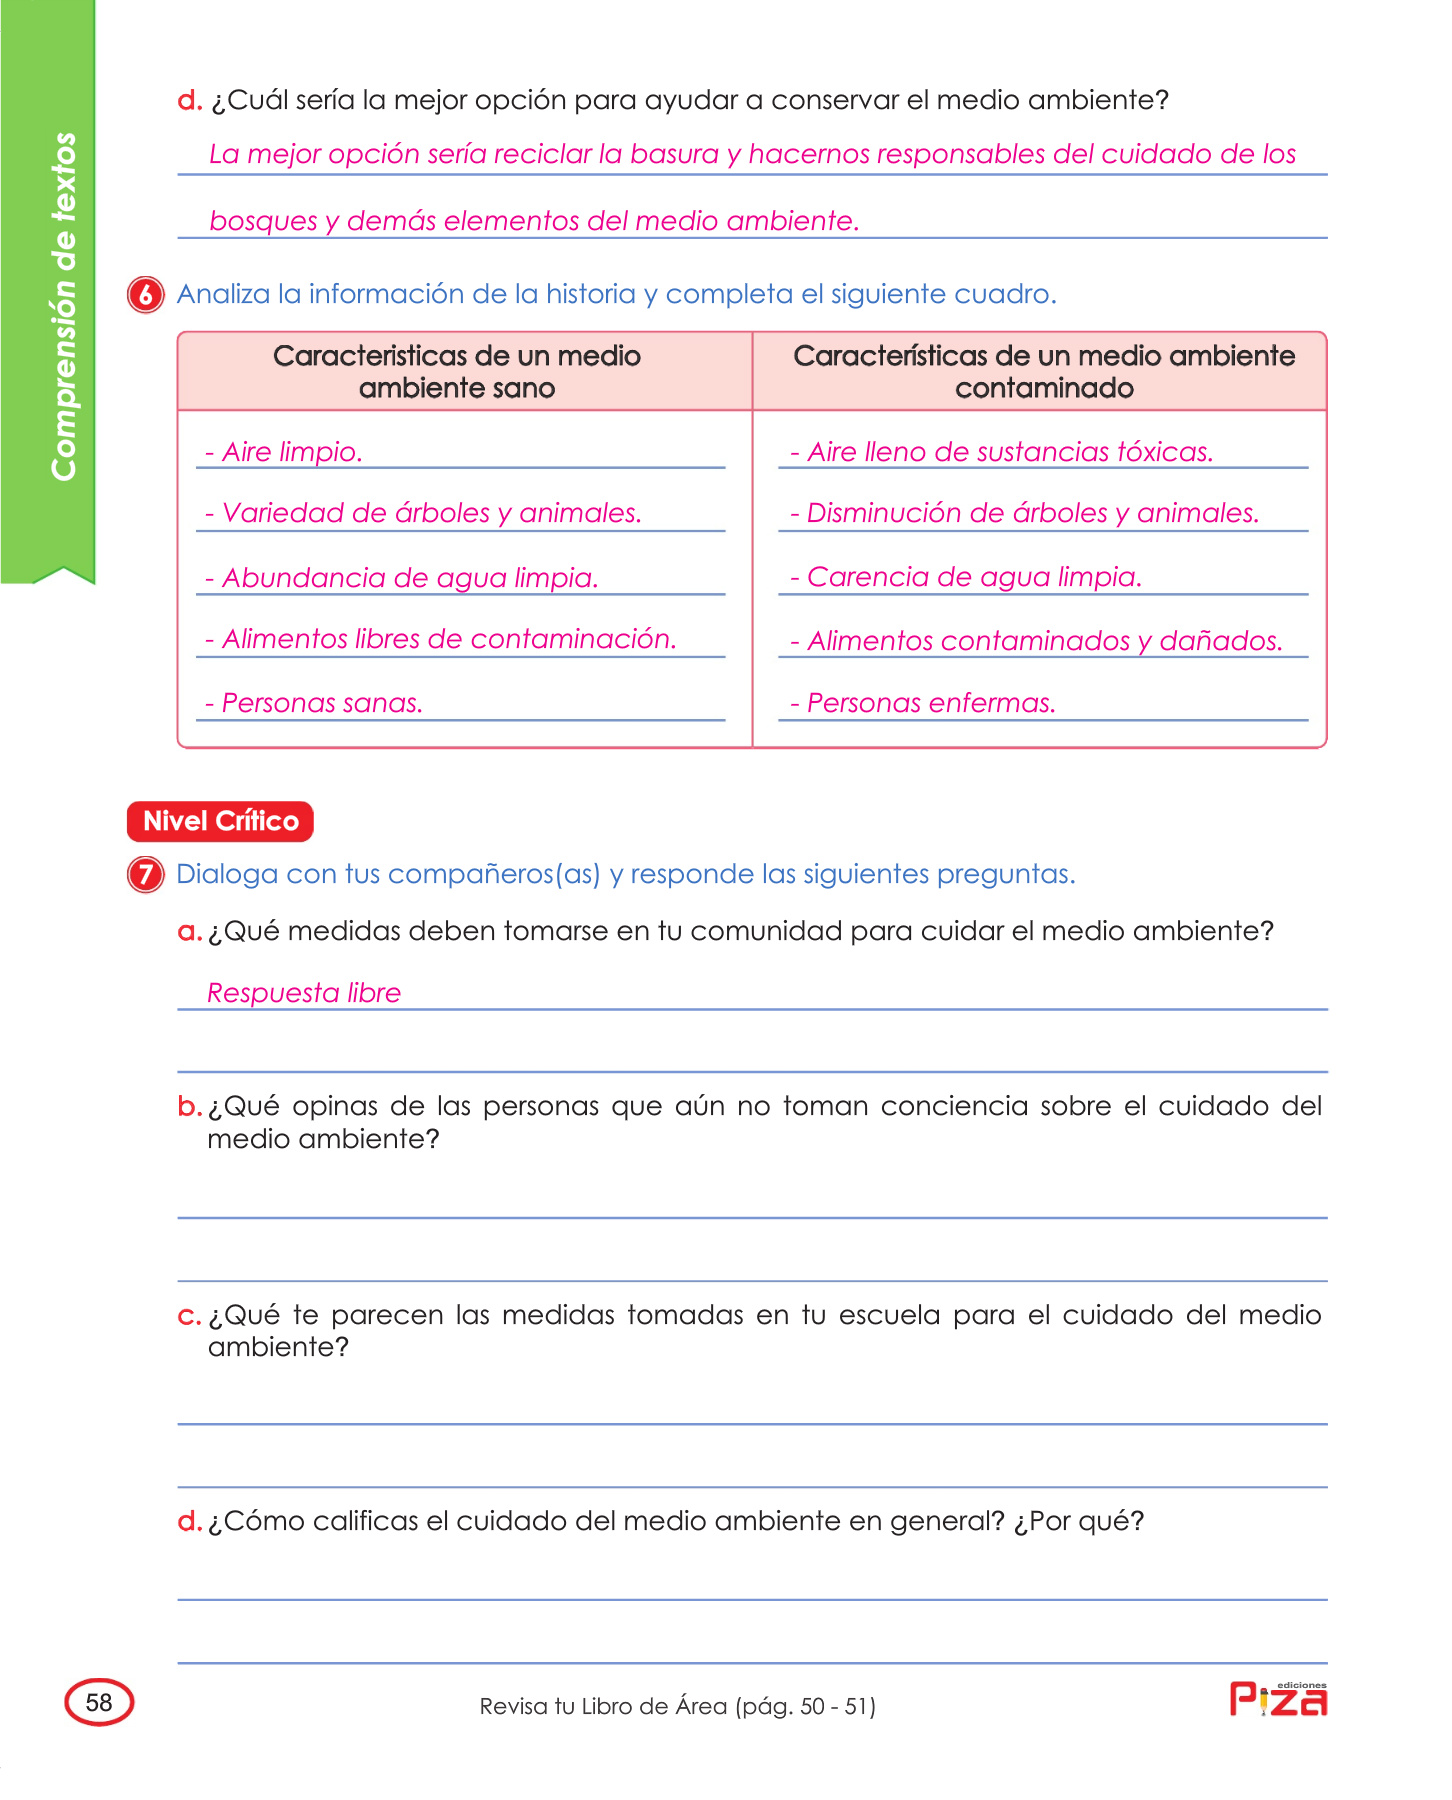 Comprensión de textos
d. ¿Cuál sería la mejor opción para ayudar a conservar el medio ambiente?
La mejor opción sería reciclar la basura y hacernos responsables del cuidado de los
bosques y demás elementos del medio ambiente.
6 Analiza la información de la historia y completa el siguiente cuadro.
Caracteristicas de un medio
ambiente sano
- Aire limpio.
- Variedad de árboles y animales.
- Abundancia de agua limpia.
- Alimentos libres de contaminación.
- Personas sanas.
Características de un medio ambiente
contaminado
- Aire lleno de sustancias tóxicas.
- Disminución de árboles y animales.
- Carencia de agua limpia.
- Alimentos contaminados y dañados.
- Personas enfermas.
Nivel Crítico
7 Dialoga con tus compañeros(as) y responde las siguientes preguntas.
a. ¿Qué medidas deben tomarse en tu comunidad para cuidar el medio ambiente?
Respuesta libre
b. ¿Qué opinas de las personas que aún no toman conciencia sobre el cuidado del
medio ambiente?
c. ¿Qué te parecen las medidas tomadas en tu escuela para el cuidado del medio
ambiente?
d. ¿Cómo calificas el cuidado del medio ambiente en general? ¿Por qué?
58
Revisa tu Libro de Área (pág. 50 - 51)
ediciones
Piza